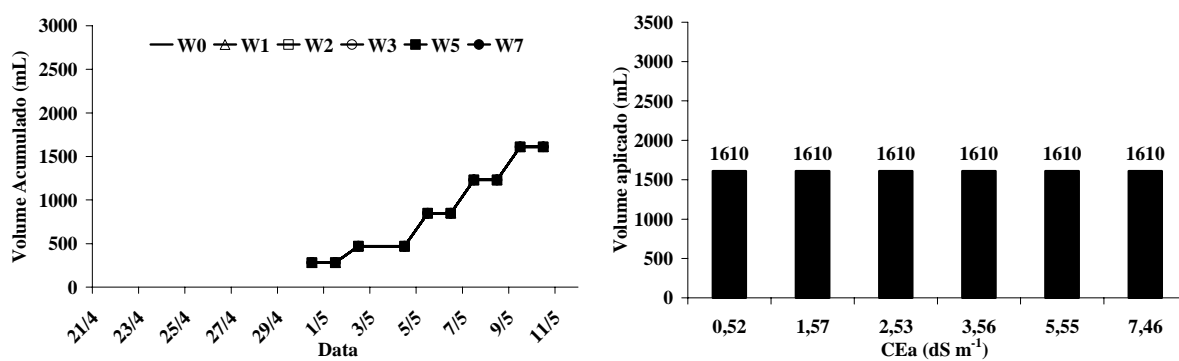 Volume Acumulado (mL)
3000
2500
2000
1500
1000
500
0
W0 W1 W2 W3 W5 W7
21/4 23/4 25/4 27/4 29/4 1/5 3/5 5/5 7/5 9/5 11/5
Data
Volume aplicado (mL)
3500
3000
2500
2000
1500
1000
500
0
1610 1610 1610 1610 1610 1610
0,52 1,57 2,53 3,56 5,55 7,46
CEa (dS m⁻¹)